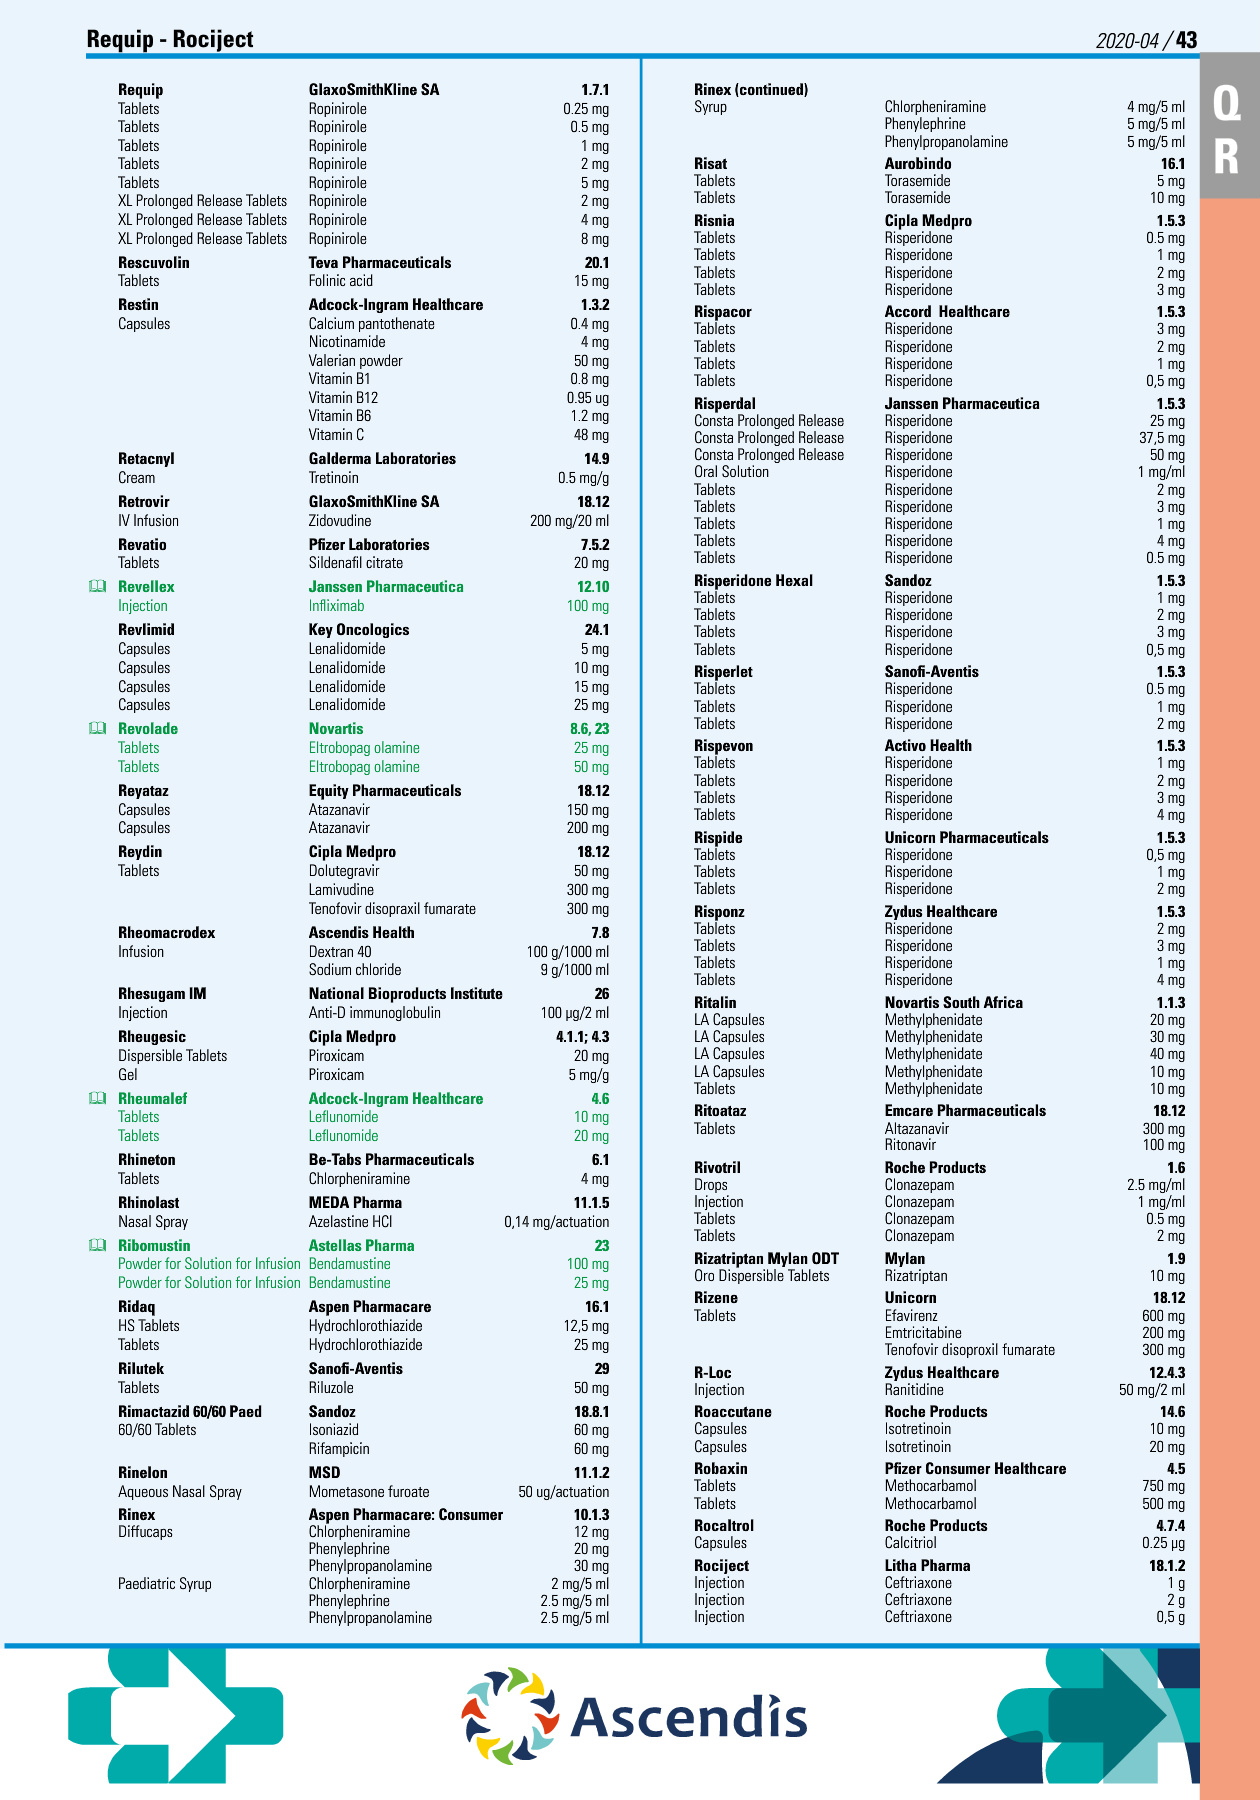 Requip - Rociject
2020-04 / 43
Q
R
Requip GlaxoSmithKline SA 1.7.1
Tablets Ropinirole 0.25 mg
Tablets Ropinirole 0.5 mg
Tablets Ropinirole 1 mg
Tablets Ropinirole 2 mg
Tablets Ropinirole 5 mg
XL Prolonged Release Tablets Ropinirole 2 mg
XL Prolonged Release Tablets Ropinirole 4 mg
XL Prolonged Release Tablets Ropinirole 8 mg
Rescuvolin Teva Pharmaceuticals 20.1
Tablets Folinic acid 15 mg
Restin Adcock-Ingram Healthcare 1.3.2
Capsules Calcium pantothenate 0.4 mg
Nicotinamide 4 mg
Valerian powder 50 mg
Vitamin B1 0.8 mg
Vitamin B12 0.95 ug
Vitamin B6 1.2 mg
Vitamin C 48 mg
Retacnyl Galderma Laboratories 14.9
Cream Tretinoin 0.5 mg/g
Retrovir GlaxoSmithKline SA 18.12
IV Infusion Zidovudine 200 mg/20 ml
Revatio Pfizer Laboratories 7.5.2
Tablets Sildenafil citrate 20 mg
Revellex Janssen Pharmaceutica 12.10
Injection Infliximab 100 mg
Revlimid Key Oncologics 24.1
Capsules Lenalidomide 5 mg
Capsules Lenalidomide 10 mg
Capsules Lenalidomide 15 mg
Capsules Lenalidomide 25 mg
Revolade Novartis 8.6, 23
Tablets Eltrobopag olamine 25 mg
Tablets Eltrobopag olamine 50 mg
Reyataz Equity Pharmaceuticals 18.12
Capsules Atazanavir 150 mg
Capsules Atazanavir 200 mg
Reydin Cipla Medpro 18.12
Tablets Dolutegravir 50 mg
Lamivudine 300 mg
Tenofovir disopraxil fumarate 300 mg
Rheomacrodex Ascendis Health 7.8
Infusion Dextran 40 100 g/1000 ml
Sodium chloride 9 g/1000 ml
Rhesugam IM National Bioproducts Institute 26
Injection Anti-D immunoglobulin 100 µg/2 ml
Rheugesic Cipla Medpro 4.1.1; 4.3
Dispersible Tablets Piroxicam 20 mg
Gel Piroxicam 5 mg/g
Rheumalef Adcock-Ingram Healthcare 4.6
Tablets Leflunomide 10 mg
Tablets Leflunomide 20 mg
Rhineton Be-Tabs Pharmaceuticals 6.1
Tablets Chlorpheniramine 4 mg
Rhinolast MEDA Pharma 11.1.5
Nasal Spray Azelastine HCl 0,14 mg/actuation
Ribomustin Astellas Pharma 23
Powder for Solution for Infusion Bendamustine 100 mg
Powder for Solution for Infusion Bendamustine 25 mg
Ridaq Aspen Pharmacare 16.1
HS Tablets Hydrochlorothiazide 12,5 mg
Tablets Hydrochlorothiazide 25 mg
Rilutek Sanofi-Aventis 29
Tablets Riluzole 50 mg
Rimactazid 60/60 Paed Sandoz 18.8.1
60/60 Tablets Isoniazid 60 mg
Rifampicin 60 mg
Rinelon MSD 11.1.2
Aqueous Nasal Spray Mometasone furoate 50 ug/actuation
Rinex Aspen Pharmacare: Consumer 10.1.3
Diffucaps Chlorpheniramine 12 mg
Phenylephrine 20 mg
Phenylpropanolamine 30 mg
Paediatric Syrup Chlorpheniramine 2 mg/5 ml
Phenylephrine 2.5 mg/5 ml
Phenylpropanolamine 2.5 mg/5 ml
Rinex (continued)
Syrup Chlorpheniramine 4 mg/5 ml
Phenylephrine 5 mg/5 ml
Phenylpropanolamine 5 mg/5 ml
Risat Aurobindo 16.1
Tablets Torasemide 5 mg
Tablets Torasemide 10 mg
Risnia Cipla Medpro 1.5.3
Tablets Risperidone 0.5 mg
Tablets Risperidone 1 mg
Tablets Risperidone 2 mg
Tablets Risperidone 3 mg
Rispacor Accord Healthcare 1.5.3
Tablets Risperidone 3 mg
Tablets Risperidone 2 mg
Tablets Risperidone 1 mg
Tablets Risperidone 0,5 mg
Risperdal Janssen Pharmaceutica 1.5.3
Consta Prolonged Release Risperidone 25 mg
Consta Prolonged Release Risperidone 37,5 mg
Consta Prolonged Release Risperidone 50 mg
Oral Solution Risperidone 1 mg/ml
Tablets Risperidone 2 mg
Tablets Risperidone 3 mg
Tablets Risperidone 1 mg
Tablets Risperidone 4 mg
Tablets Risperidone 0.5 mg
Risperidone Hexal Sandoz 1.5.3
Tablets Risperidone 1 mg
Tablets Risperidone 2 mg
Tablets Risperidone 3 mg
Tablets Risperidone 0,5 mg
Risperlet Sanofi-Aventis 1.5.3
Tablets Risperidone 0.5 mg
Tablets Risperidone 1 mg
Tablets Risperidone 2 mg
Rispevon Activo Health 1.5.3
Tablets Risperidone 1 mg
Tablets Risperidone 2 mg
Tablets Risperidone 3 mg
Tablets Risperidone 4 mg
Rispide Unicorn Pharmaceuticals 1.5.3
Tablets Risperidone 0,5 mg
Tablets Risperidone 1 mg
Tablets Risperidone 2 mg
Risponz Zydus Healthcare 1.5.3
Tablets Risperidone 2 mg
Tablets Risperidone 3 mg
Tablets Risperidone 1 mg
Tablets Risperidone 4 mg
Ritalin Novartis South Africa 1.1.3
LA Capsules Methylphenidate 20 mg
LA Capsules Methylphenidate 30 mg
LA Capsules Methylphenidate 40 mg
LA Capsules Methylphenidate 10 mg
Tablets Methylphenidate 10 mg
Ritoataz Emcare Pharmaceuticals 18.12
Tablets Altazanavir 300 mg
Ritonavir 100 mg
Rivotril Roche Products 1.6
Drops Clonazepam 2.5 mg/ml
Injection Clonazepam 1 mg/ml
Tablets Clonazepam 0.5 mg
Tablets Clonazepam 2 mg
Rizatriptan Mylan ODT Mylan 1.9
Oro Dispersible Tablets Rizatriptan 10 mg
Rizene Unicorn 18.12
Tablets Efavirenz 600 mg
Emtricitabine 200 mg
Tenofovir disoproxil fumarate 300 mg
R-Loc Zydus Healthcare 12.4.3
Injection Ranitidine 50 mg/2 ml
Roaccutane Roche Products 14.6
Capsules Isotretinoin 10 mg
Capsules Isotretinoin 20 mg
Robaxin Pfizer Consumer Healthcare 4.5
Tablets Methocarbamol 750 mg
Tablets Methocarbamol 500 mg
Rocaltrol Roche Products 4.7.4
Capsules Calcitriol 0.25 µg
Rociject Litha Pharma 18.1.2
Injection Ceftriaxone 1 g
Injection Ceftriaxone 2 g
Injection Ceftriaxone 0,5 g
Ascendis